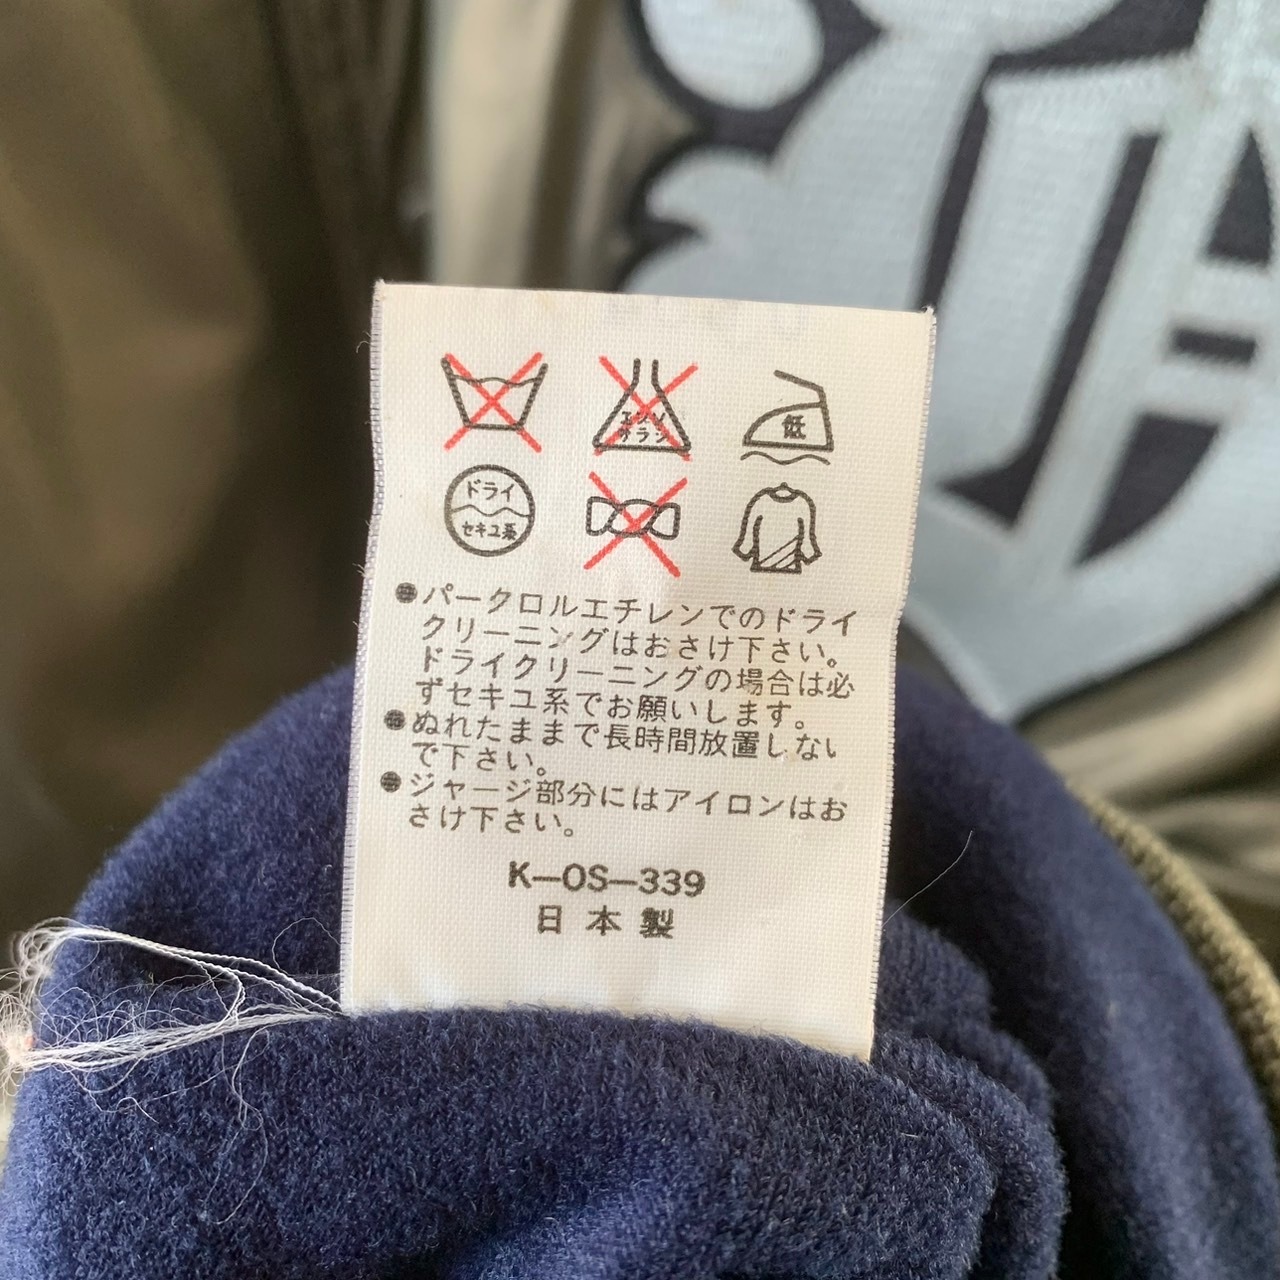 エンソ
サラシ
低
ドライ
セキユ系
●パークロルエチレンでのドライ
クリーニングはおさけ下さい。
ドライクリーニングの場合は必
ずセキユ系でお願いします。
●ぬれたままで長時間放置しない
で下さい。
●ジャージ部分にはアイロンはお
さけ下さい。
K-OS-339
日本製